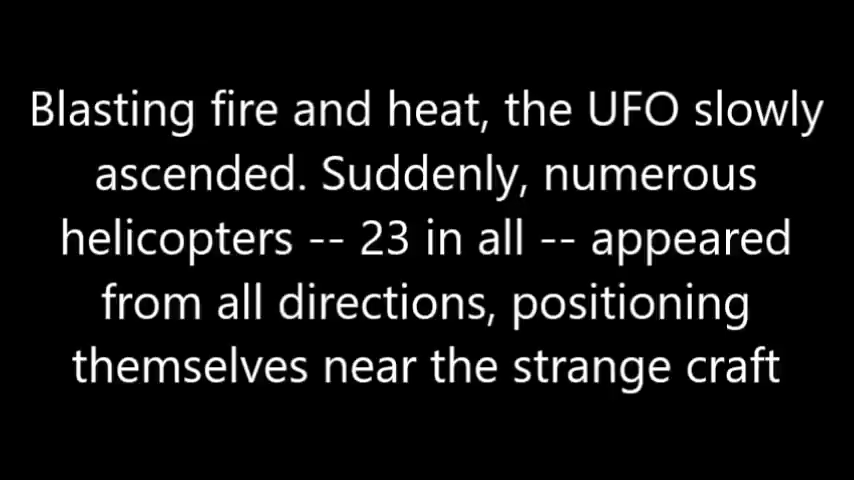 Blasting fire and heat, the UFO slowly
ascended. Suddenly, numerous
helicopters -- 23 in all -- appeared
from all directions, positioning
themselves near the strange craft